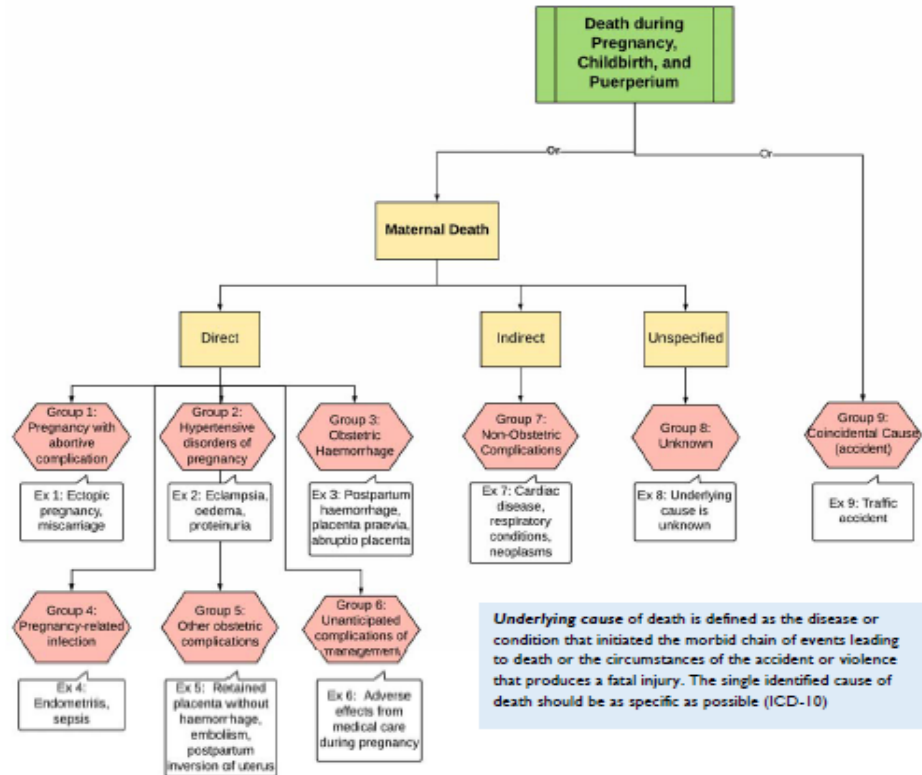 Death during
Pregnancy,
Childbirth, and
Puerperium
Or
Or
Maternal Death
Direct
Indirect
Unspecified
Group 1:
Pregnancy with
abortive
complication
Group 2:
Hypertensive
disorders of
pregnancy
Group 3:
Obstetric
Haemorrhage
Group 7:
Non-Obstetric
Complications
Group 8:
Unknown
Group 9:
Coincidental Cause
(accident)
Ex 1: Ectopic
pregnancy,
miscarriage
Ex 2: Eclampsia,
oedema,
proteinuria
Ex 3: Postpartum
haemorrhage,
placenta praevia,
abruptio placenta
Ex 7: Cardiac
disease,
respiratory
conditions,
neoplasms
Ex 8: Underlying
cause is
unknown
Ex 9: Traffic
accident
Group 4:
Pregnancy-related
infection
Group 5:
Other obstetric
complications
Group 6:
Unanticipated
complications of
management
Ex 4:
Endometritis,
sepsis
Ex 5: Retained
placenta without
haemorrhage,
embolism,
postpartum
inversion of uterus
Ex 6: Adverse
effects from
medical care
during pregnancy
Underlying cause of death is defined as the disease or
condition that initiated the morbid chain of events leading
to death or the circumstances of the accident or violence
that produces a fatal injury. The single identified cause of
death should be as specific as possible (ICD-10)